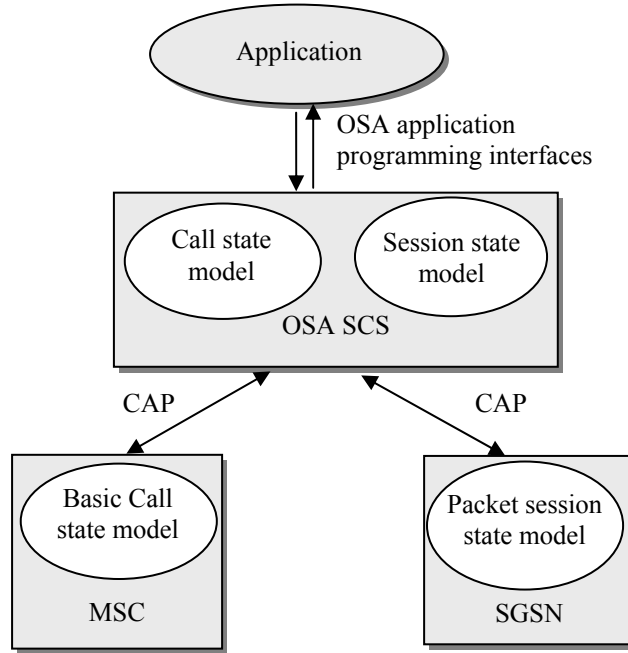 Application
OSA application
programming interfaces
Call state
model
Session state
model
OSA SCS
CAP
CAP
Basic Call
state model
MSC
Packet session
state model
SGSN